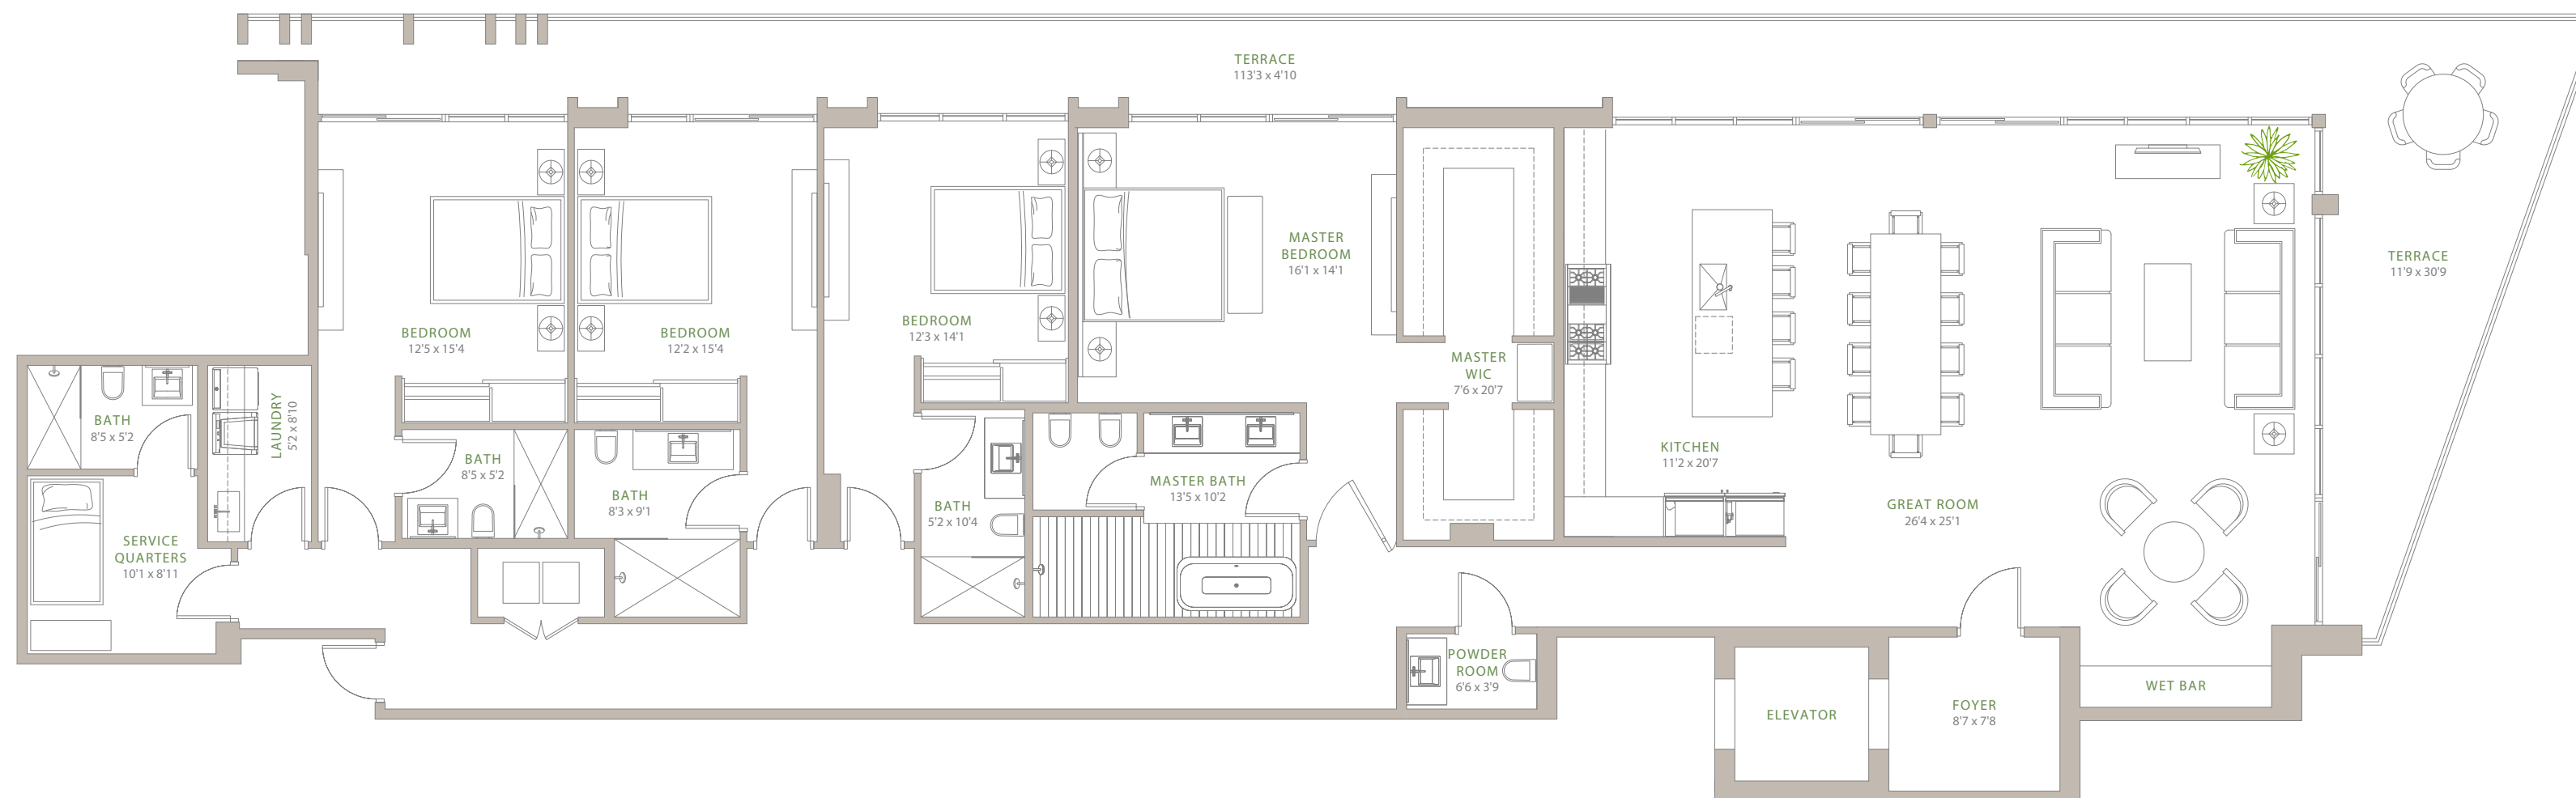 TERRACE
113'3 x 4'10
BEDROOM
12'5 x 15'4
BEDROOM
12'2 x 15'4
BEDROOM
12'3 x 14'1
MASTER
BEDROOM
16'1 x 14'1
TERRACE
11'9 x 30'9
MASTER
WIC
7'6 x 20'7
BATH
8'5 x 5'2
LAUNDRY
5'2 x 8'10
BATH
8'5 x 5'2
BATH
8'3 x 9'1
BATH
5'2 x 10'4
MASTER BATH
13'5 x 10'2
KITCHEN
11'2 x 20'7
GREAT ROOM
26'4 x 25'1
SERVICE
QUARTERS
10'1 x 8'11
POWDER
ROOM
6'6 x 3'9
ELEVATOR
FOYER
8'7 x 7'8
WET BAR